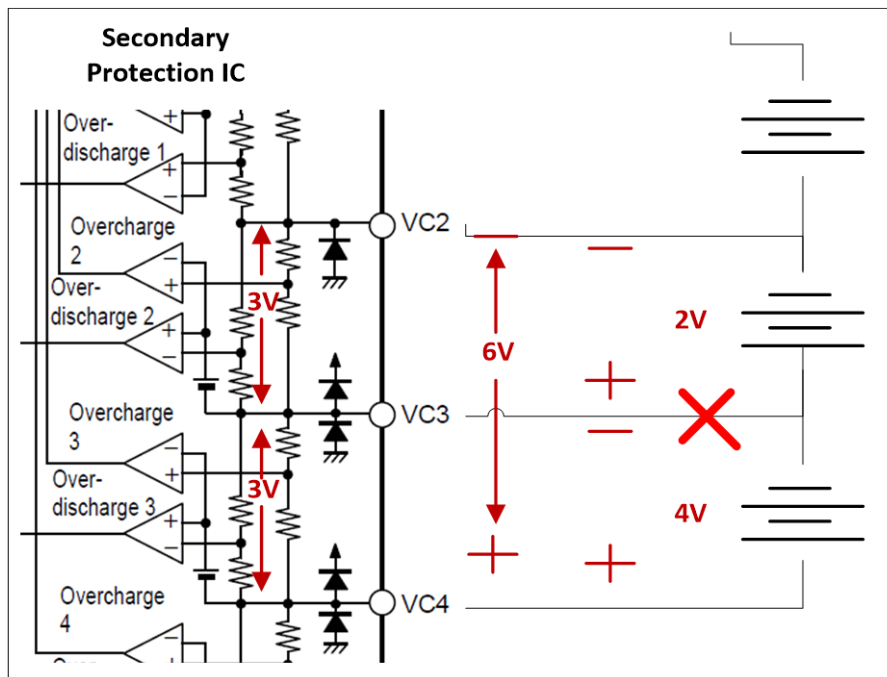 Secondary
Protection IC
Over-
discharge 1
+
−
VC2
Overcharge
2
−
+
Over-
discharge 2
+
−
3V
6V
2V
VC3
Overcharge
3
−
+
Over-
discharge 3
+
−
3V
4V
VC4
Overcharge
4
−
+